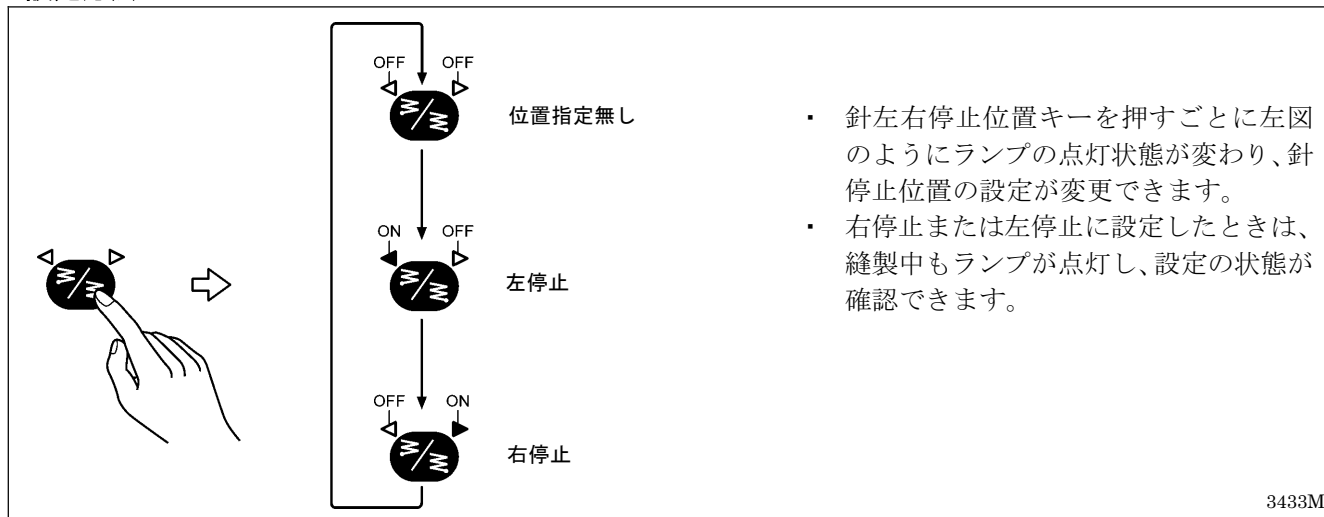 OFF OFF
位置指定無し
ON OFF
左停止
OFF ON
右停止
・ 針左右停止位置キーを押すごとに左図
のようにランプの点灯状態が変わり、針
停止位置の設定が変更できます。
・ 右停止または左停止に設定したときは、
縫製中もランプが点灯し、設定の状態が
確認できます。
3433M